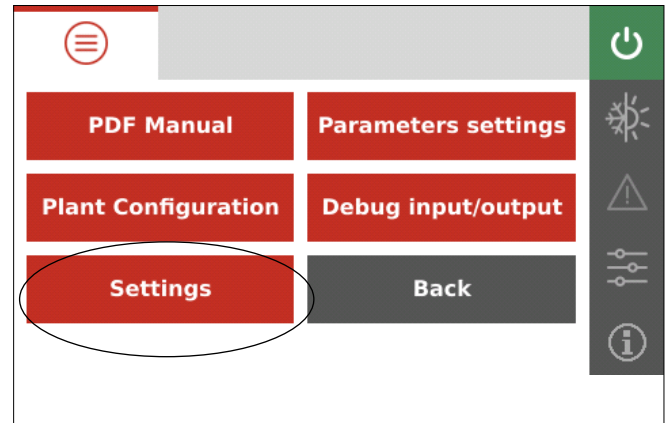 PDF Manual
Parameters settings
Plant Configuration
Debug input/output
Settings
Back